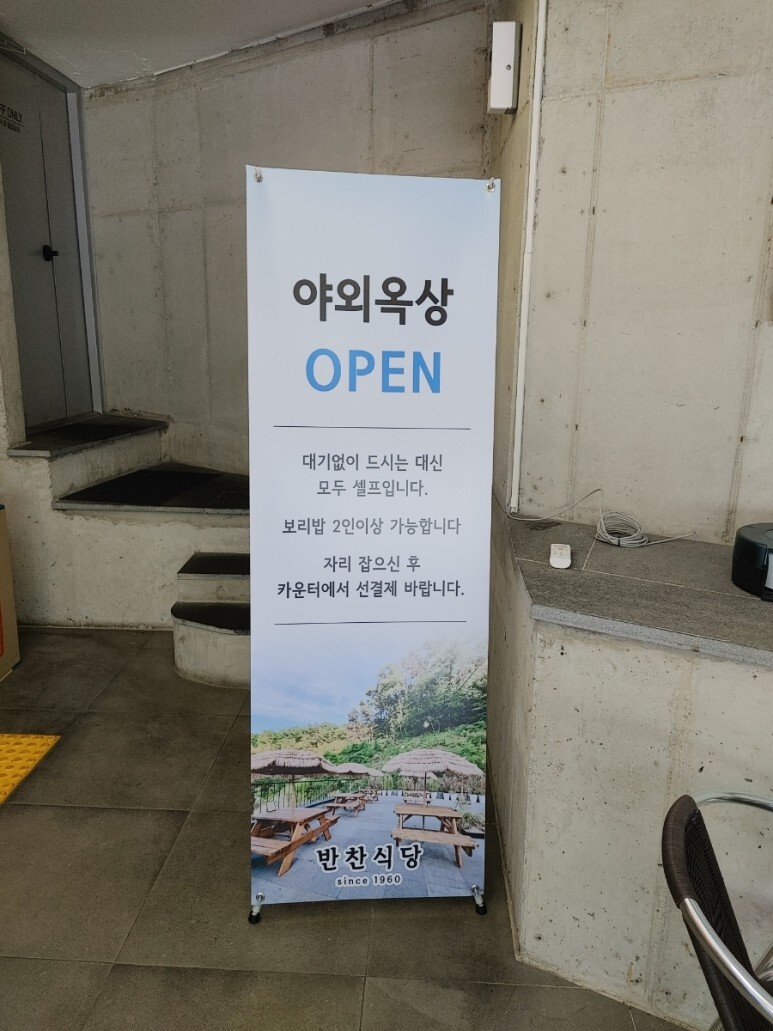 야외옥상
OPEN
대기없이 드시는 대신
모두 셀프입니다.
보리밥 2인이상 가능합니다
자리 잡으신 후
카운터에서 선결제 바랍니다.
반찬식당
since 1960